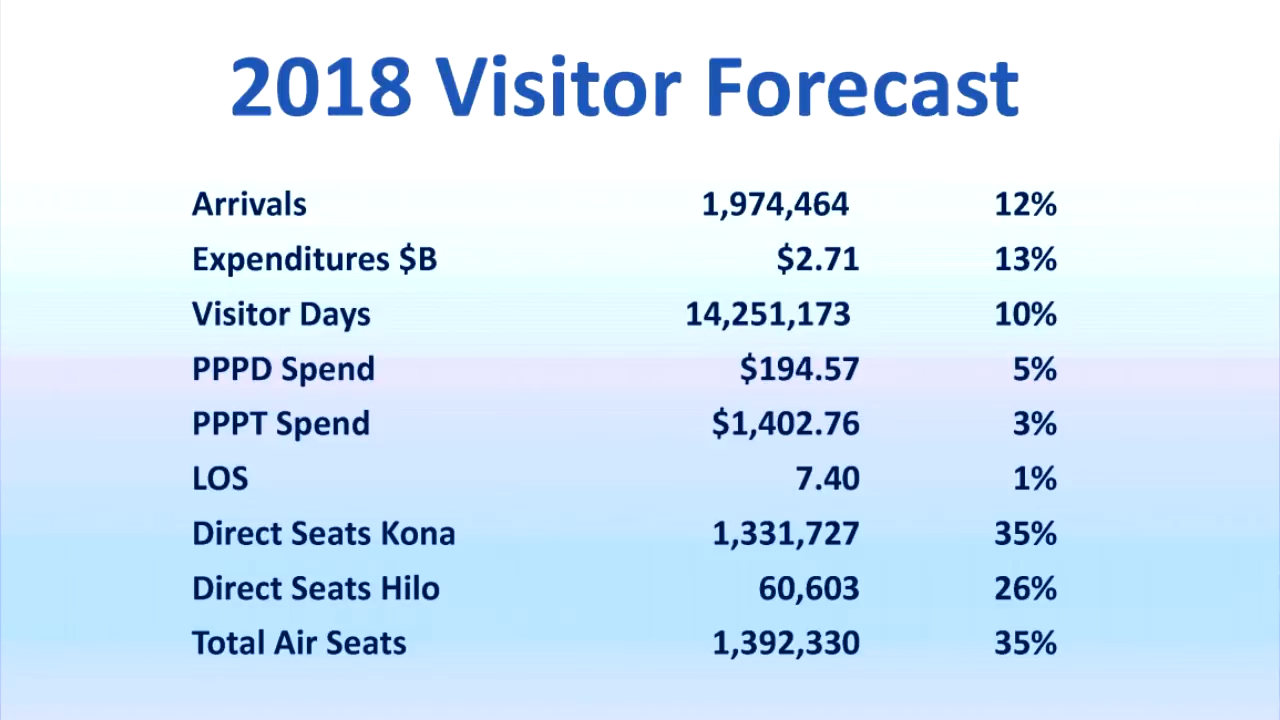 2018 Visitor Forecast
Arrivals 1,974,464 12%
Expenditures $B $2.71 13%
Visitor Days 14,251,173 10%
PPPD Spend $194.57 5%
PPPT Spend $1,402.76 3%
LOS 7.40 1%
Direct Seats Kona 1,331,727 35%
Direct Seats Hilo 60,603 26%
Total Air Seats 1,392,330 35%